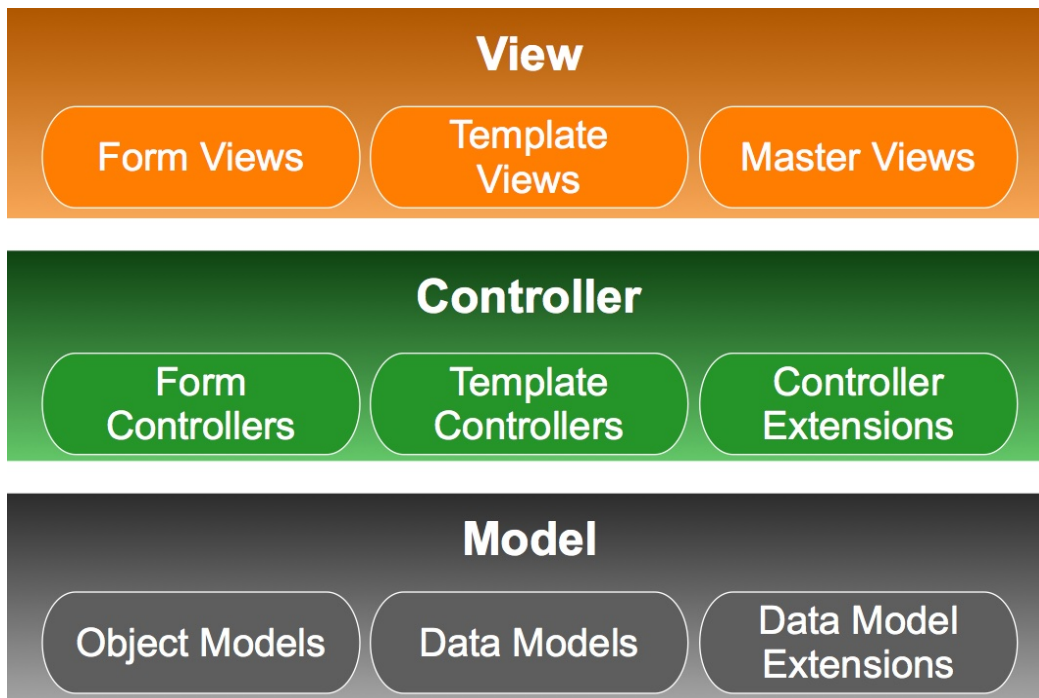 View
Form Views
Template
Views
Master Views
Controller
Form
Controllers
Template
Controllers
Controller
Extensions
Model
Object Models
Data Models
Data Model
Extensions